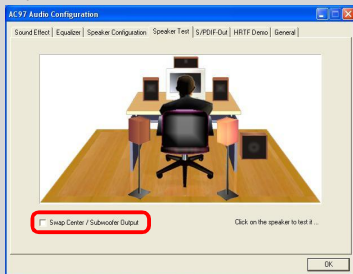 AC97 Audio Configuration
Sound Effect Equalizer Speaker Configuration Speaker Test S/PDIF-Out HRTF Demo General
Swap Center / Subwoofer Output
Click on the speaker to test it ...
OK